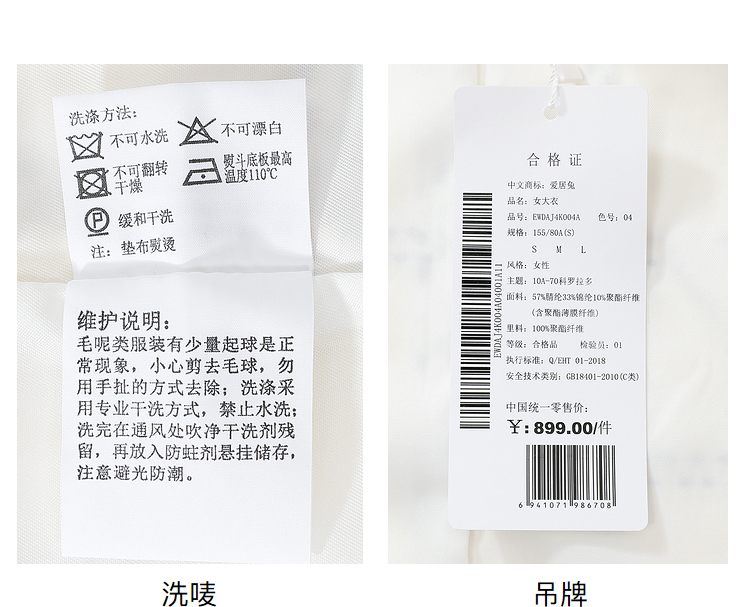 洗涤方法:
不可水洗
不可漂白
不可翻转
干燥
熨斗底板最高
温度110℃
P
缓和干洗
注: 垫布熨烫
维护说明:
毛呢类服装有少量起球是正
常现象, 小心剪去毛球, 勿
用手扯的方式去除; 洗涤采
用专业干洗方式, 禁止水洗;
洗完在通风处吹净干洗剂残
留, 再放入防蛀剂悬挂储存,
注意避光防潮。
洗唛
合格证
中文商标: 爱居兔
品名: 女大衣
品号: EWDAJ4K004A 色号: 04
规格: 155/80A(S)
S M L
风格: 女性
主题: 10A-70科罗拉多
面料: 57%腈纶33%锦纶10%聚酯纤维
(含聚酯薄膜纤维)
里料: 100%聚酯纤维
等级: 合格品 检验员: 01
执行标准: Q/EHT 01-2018
安全技术类别: GB18401-2010(C类)
EWDAJ4K004A04001A11
中国统一零售价:
¥: 899.00/件
6 941071 986708
吊牌